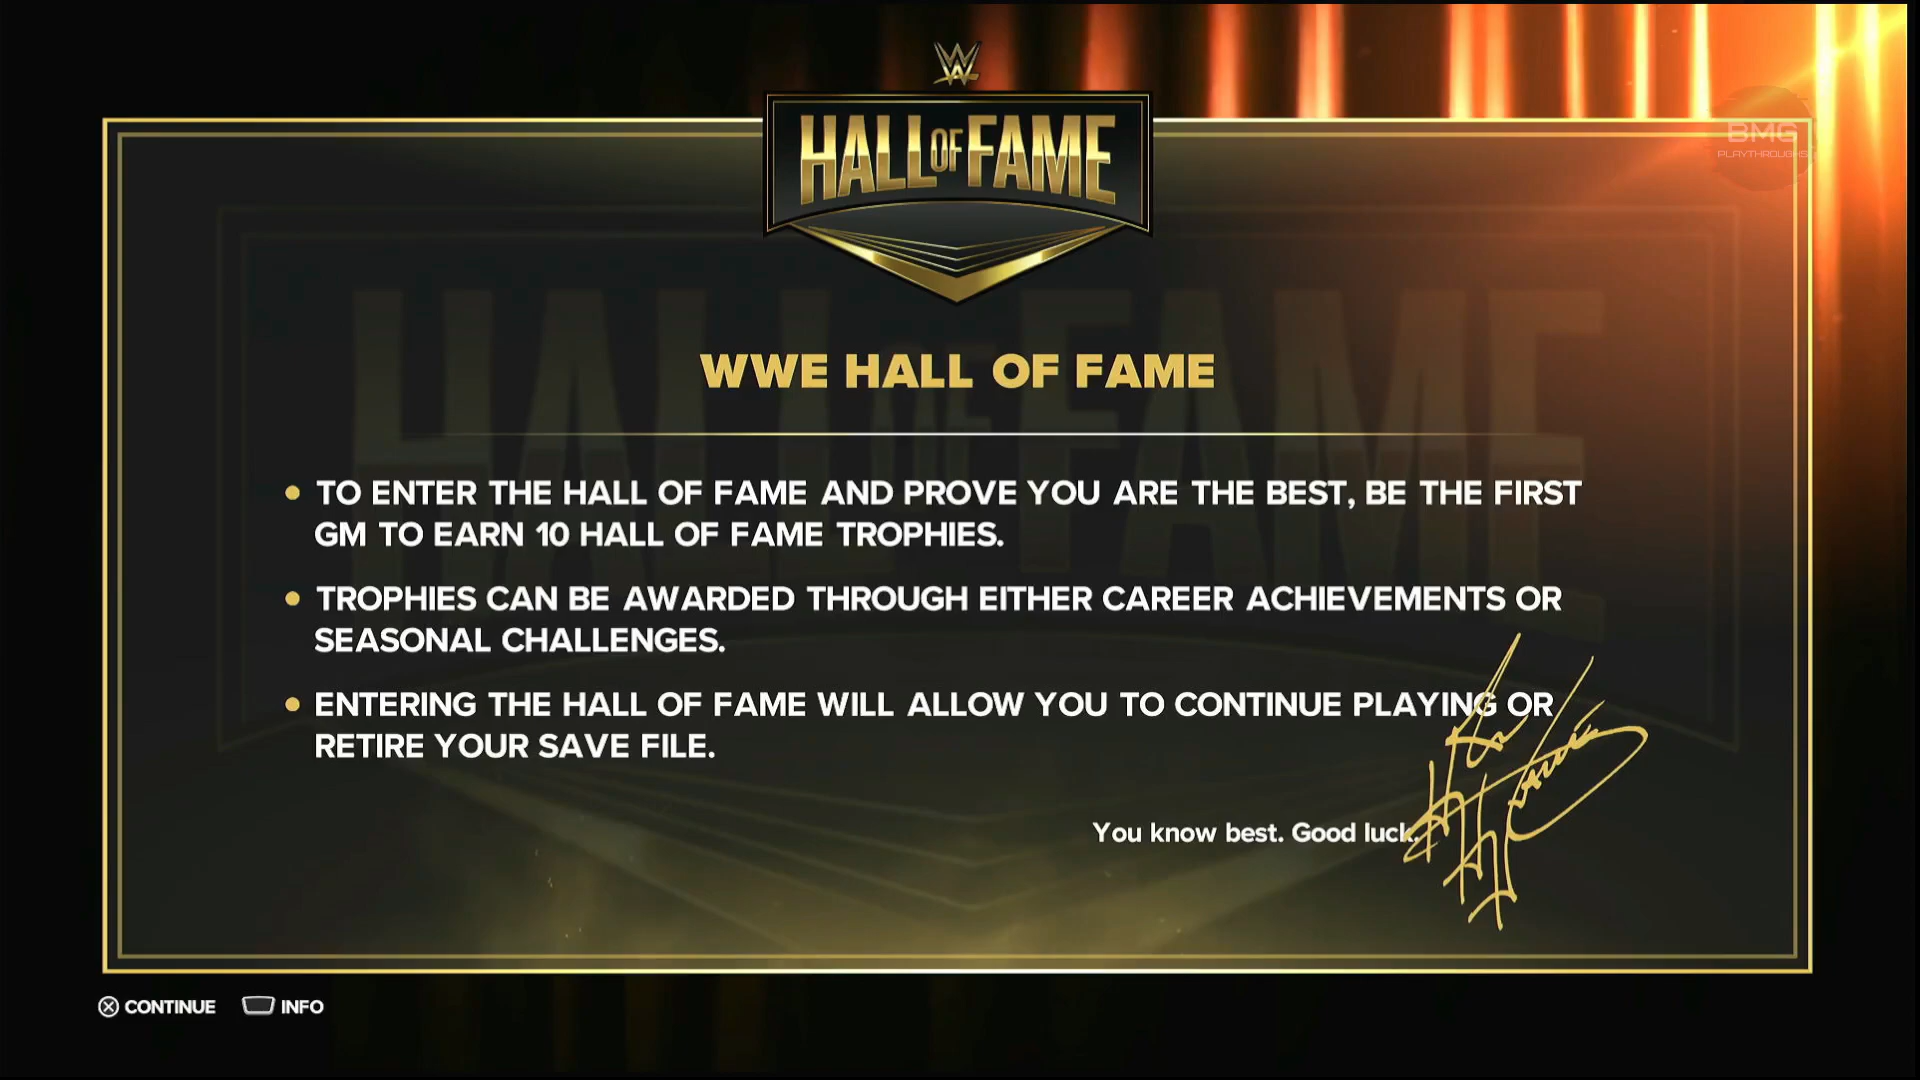 W
HALL OF FAME
BMG
PLAYTHROUGHS
WWE HALL OF FAME
• TO ENTER THE HALL OF FAME AND PROVE YOU ARE THE BEST, BE THE FIRST
GM TO EARN 10 HALL OF FAME TROPHIES.
• TROPHIES CAN BE AWARDED THROUGH EITHER CAREER ACHIEVEMENTS OR
SEASONAL CHALLENGES.
• ENTERING THE HALL OF FAME WILL ALLOW YOU TO CONTINUE PLAYING OR
RETIRE YOUR SAVE FILE.
You know best. Good luck.
CONTINUE INFO